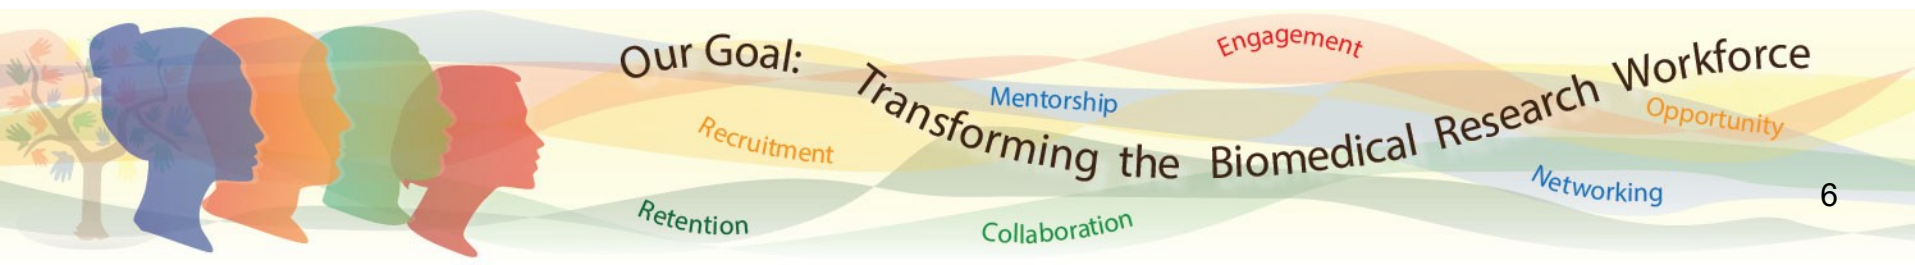 Our Goal: Transforming the Biomedical Research Workforce
Engagement
Mentorship
Opportunity
Recruitment
Networking
Retention
Collaboration
6